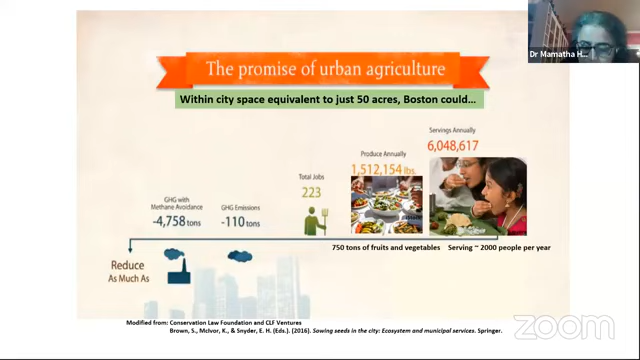 Dr Mamatha H...
The promise of urban agriculture
Within city space equivalent to just 50 acres, Boston could...
Servings Annually
6,048,617
Produce Annually
1,512,154 lbs.
Total Jobs
223
GHG with
Methane Avoidance
-4,758 tons
GHG Emissions
-110 tons
750 tons of fruits and vegetables
Serving ~ 2000 people per year
Reduce
As Much As
Modified from: Conservation Law Foundation and CLF Ventures
Brown, S., McIvor, K., & Snyder, E. H. (Eds.). (2016). Sowing seeds in the city: Ecosystem and municipal services. Springer.
zoom